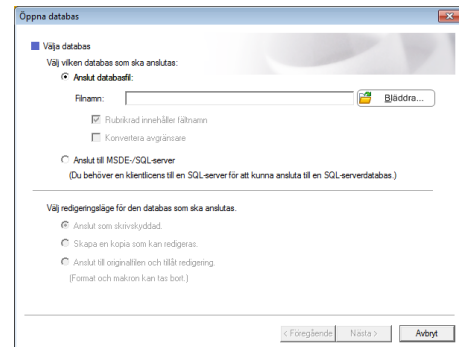 Öppna databas
Välja databas
Välj vilken databas som ska anslutas:
Anslut databasfil:
Filnamn:
Bläddra...
Rubrikrad innehåller fältnamn
Konvertera avgränsare
Anslut till MSDE-/SQL-server
(Du behöver en klientlicens till en SQL-server för att kunna ansluta till en SQL-serverdatabas.)
Välj redigeringsläge för den databas som ska anslutas.
Anslut som skrivskyddad.
Skapa en kopia som kan redigeras.
Anslut till originalfilen och tillåt redigering.
(Format och makron kan tas bort.)
< Föregående
Nästa >
Avbryt